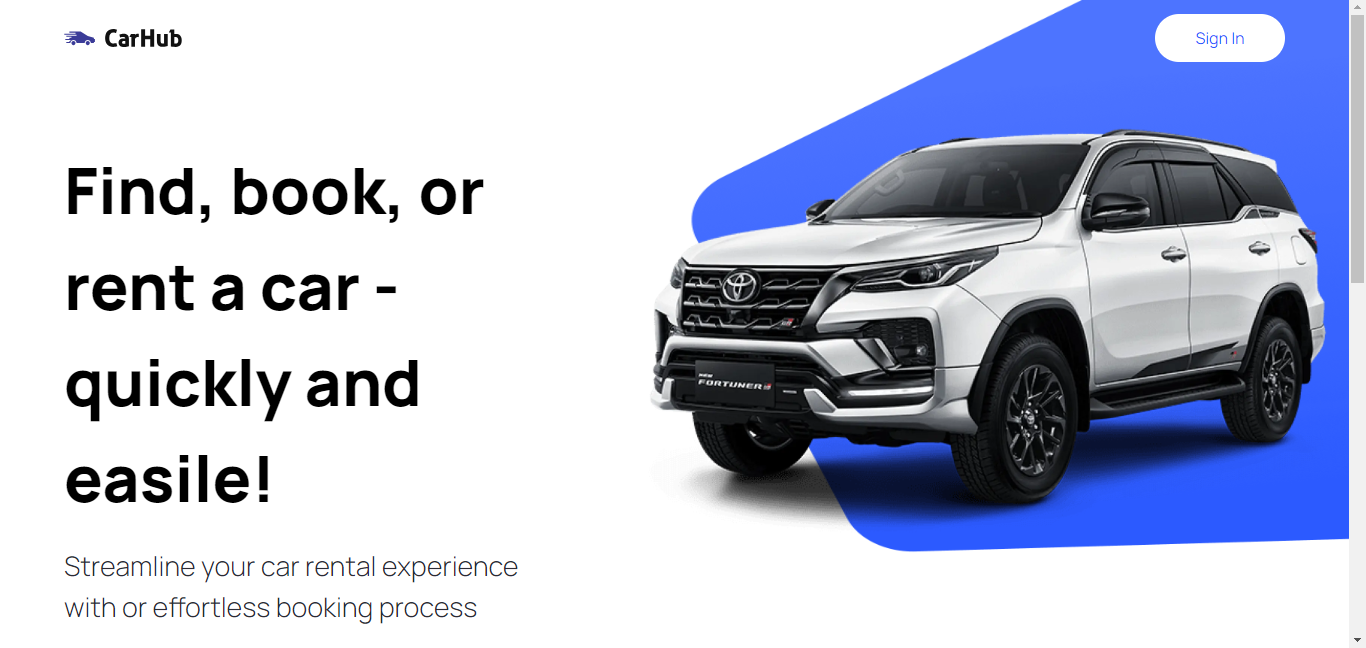 CarHub
Sign In
Find, book, or
rent a car -
quickly and
easile!
Streamline your car rental experience
with or effortless booking process
NEW
FORTUNER